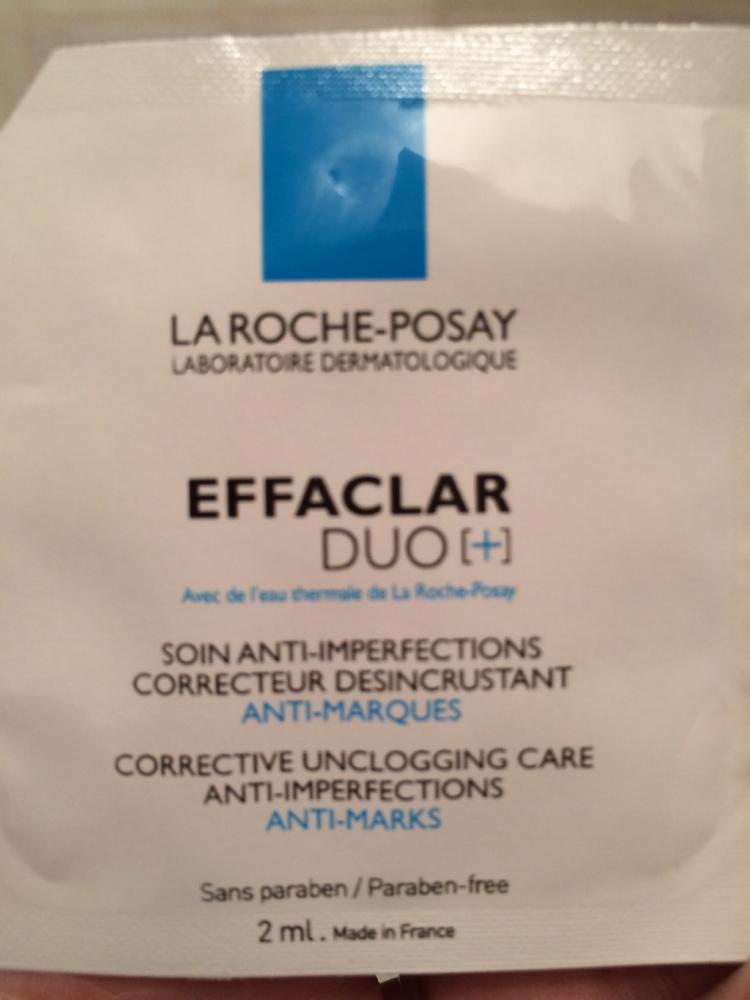 LA ROCHE-POSAY
LABORATOIRE DERMATOLOGIQUE
EFFACLAR
DUO [+]
Avec de l'eau thermale de La Roche-Posay
SOIN ANTI-IMPERFECTIONS
CORRECTEUR DESINCRUSTANT
ANTI-MARQUES
CORRECTIVE UNCLOGGING CARE
ANTI-IMPERFECTIONS
ANTI-MARKS
Sans paraben / Paraben-free
2 ml. Made in France